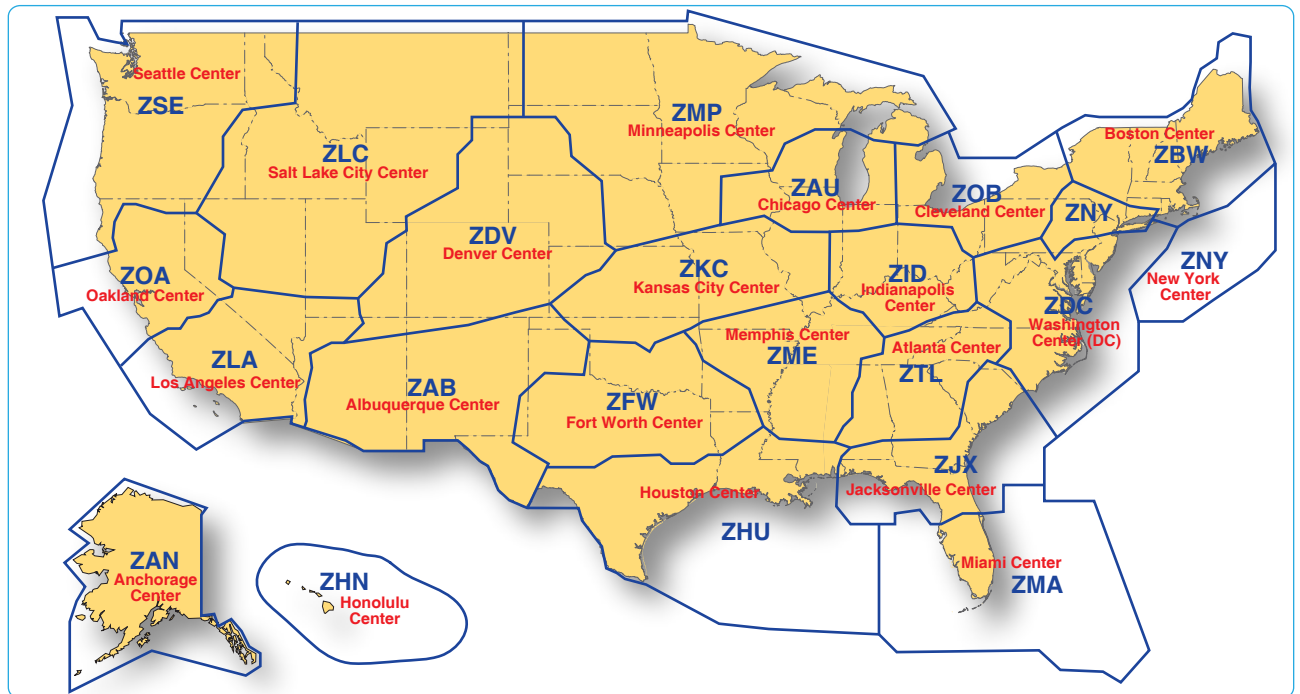 Seattle Center
ZSE
ZLC
Salt Lake City Center
ZMP
Minneapolis Center
Boston Center
ZBW
ZAU
Chicago Center
ZOB
Cleveland Center
ZNY
ZDV
Denver Center
ZOA
Oakland Center
ZKC
Kansas City Center
ZID
Indianapolis
Center
ZNY
New York
Center
ZDC
Washington
Center (DC)
ZLA
Los Angeles Center
ZAB
Albuquerque Center
Memphis Center
ZME
Atlanta Center
ZTL
ZFW
Fort Worth Center
ZJX
Jacksonville Center
Houston Center
ZHU
Miami Center
ZMA
ZAN
Anchorage
Center
ZHN
Honolulu
Center